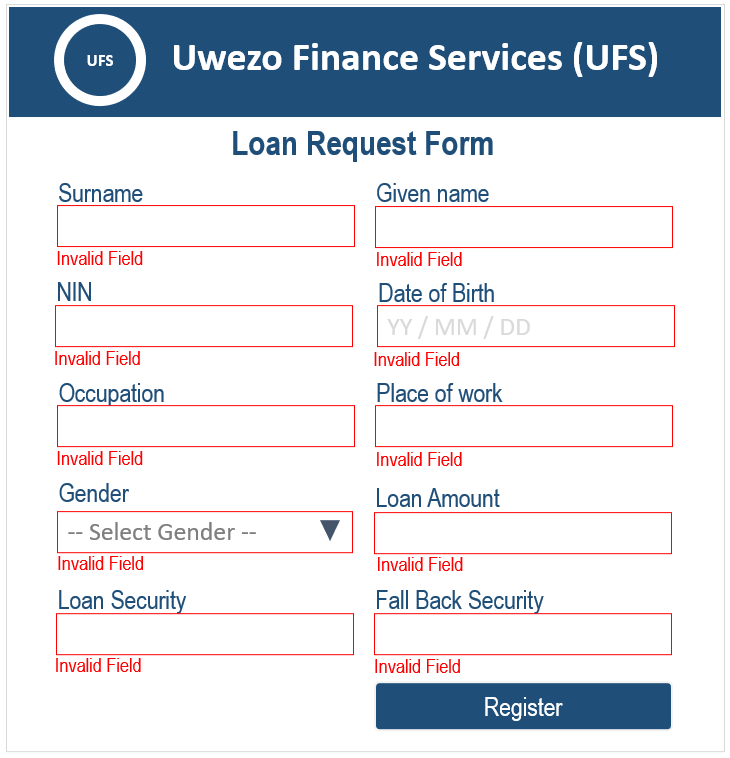 UFS
Uwezo Finance Services (UFS)
Loan Request Form
Surname
Given name
Invalid Field
Invalid Field
NIN
Date of Birth
YY / MM / DD
Invalid Field
Invalid Field
Occupation
Place of work
Invalid Field
Invalid Field
Gender
Loan Amount
-- Select Gender --
Invalid Field
Invalid Field
Loan Security
Fall Back Security
Invalid Field
Invalid Field
Register